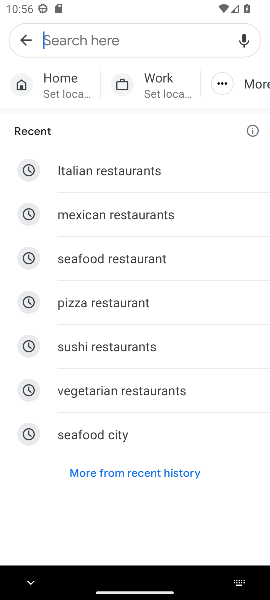 10:56
Search here
Home
Set loca...
Work
Set loca...
More
Recent
Italian restaurants
mexican restaurants
seafood restaurant
pizza restaurant
sushi restaurants
vegetarian restaurants
seafood city
More from recent history